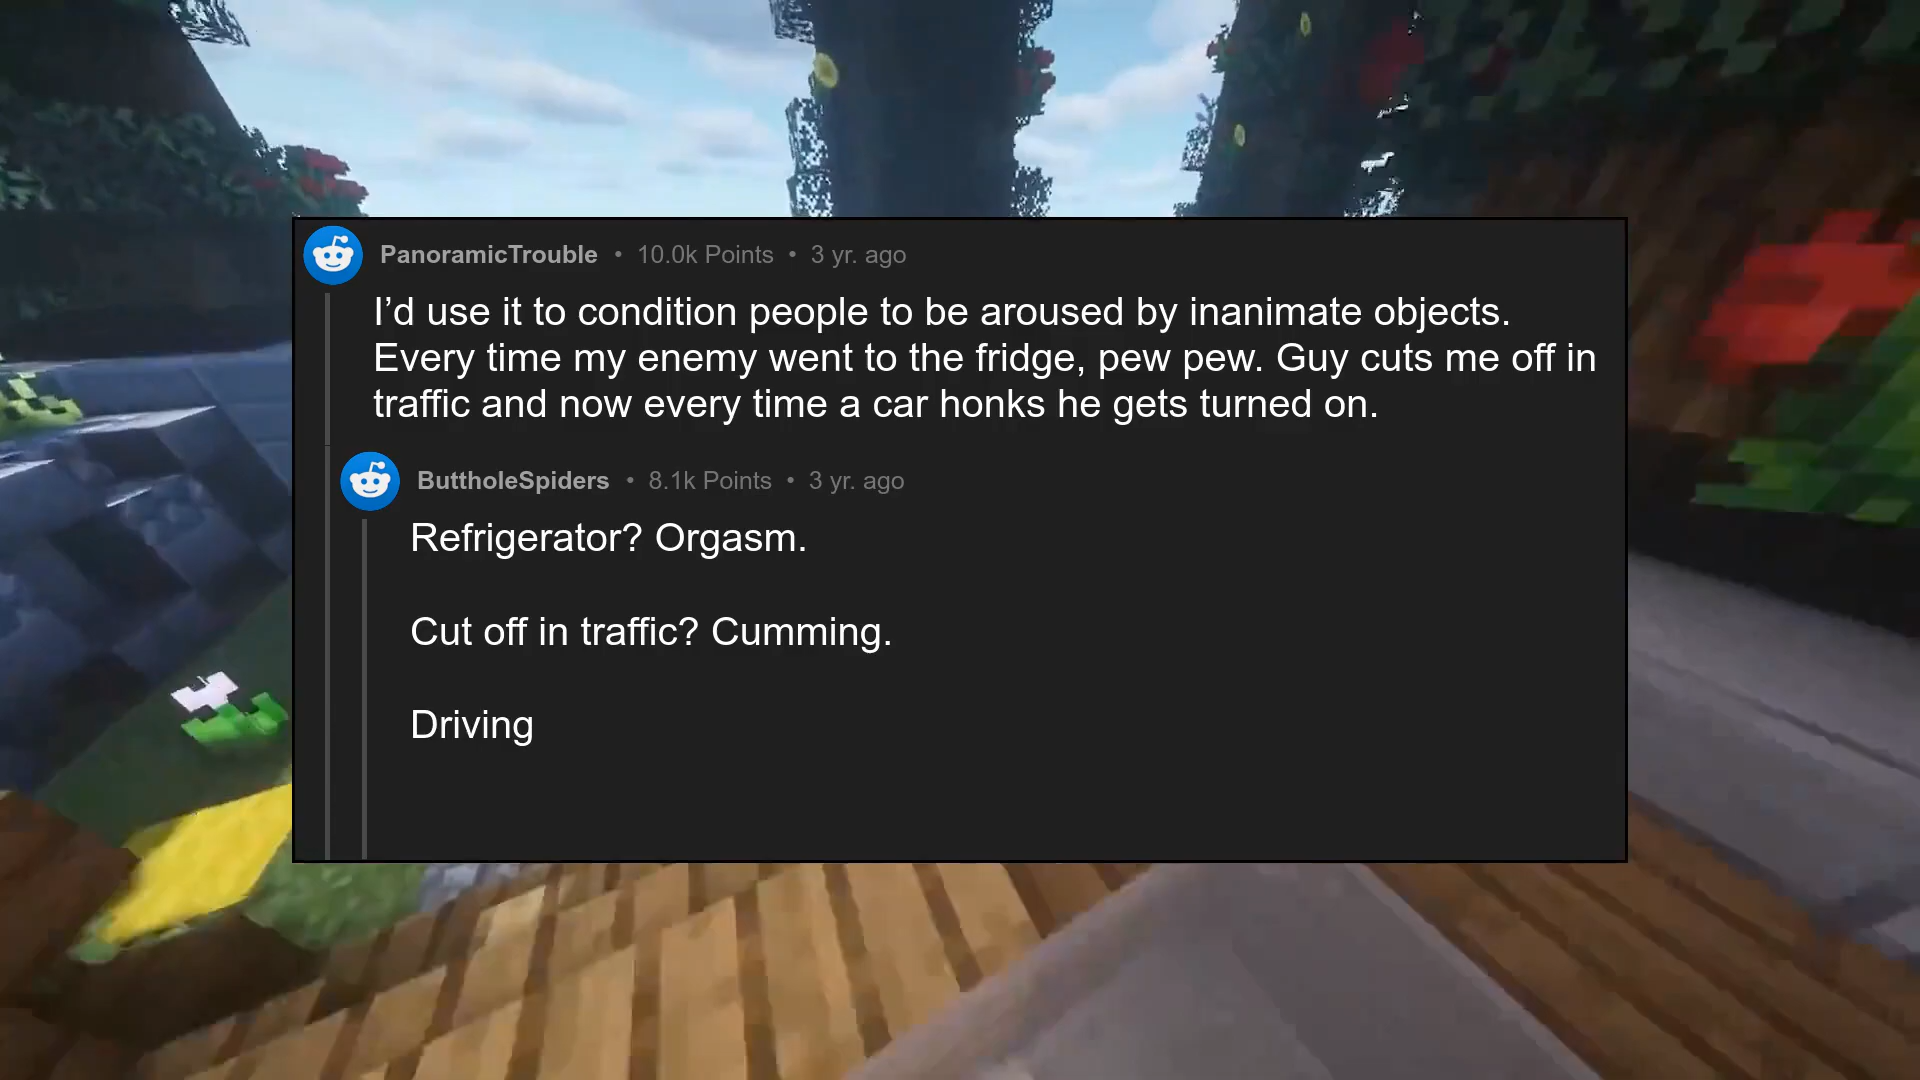 PanoramicTrouble • 10.0k Points • 3 yr. ago
I’d use it to condition people to be aroused by inanimate objects.
Every time my enemy went to the fridge, pew pew. Guy cuts me off in
traffic and now every time a car honks he gets turned on.
ButtholeSpiders • 8.1k Points • 3 yr. ago
Refrigerator? Orgasm.
Cut off in traffic? Cumming.
Driving